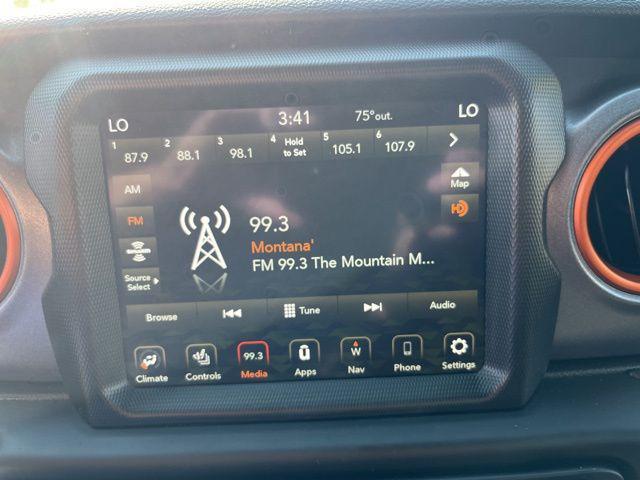 LO 3:41 75°out. LO
1 87.9 2 88.1 3 98.1 4 Hold to Set 5 105.1 6 107.9
AM
Map
FM
HD
99.3
Montana'
SIRIUSXM
FM 99.3 The Mountain M...
Source
Select
Browse Tune Audio
99.3 W
Climate Controls Media Apps Nav Phone Settings